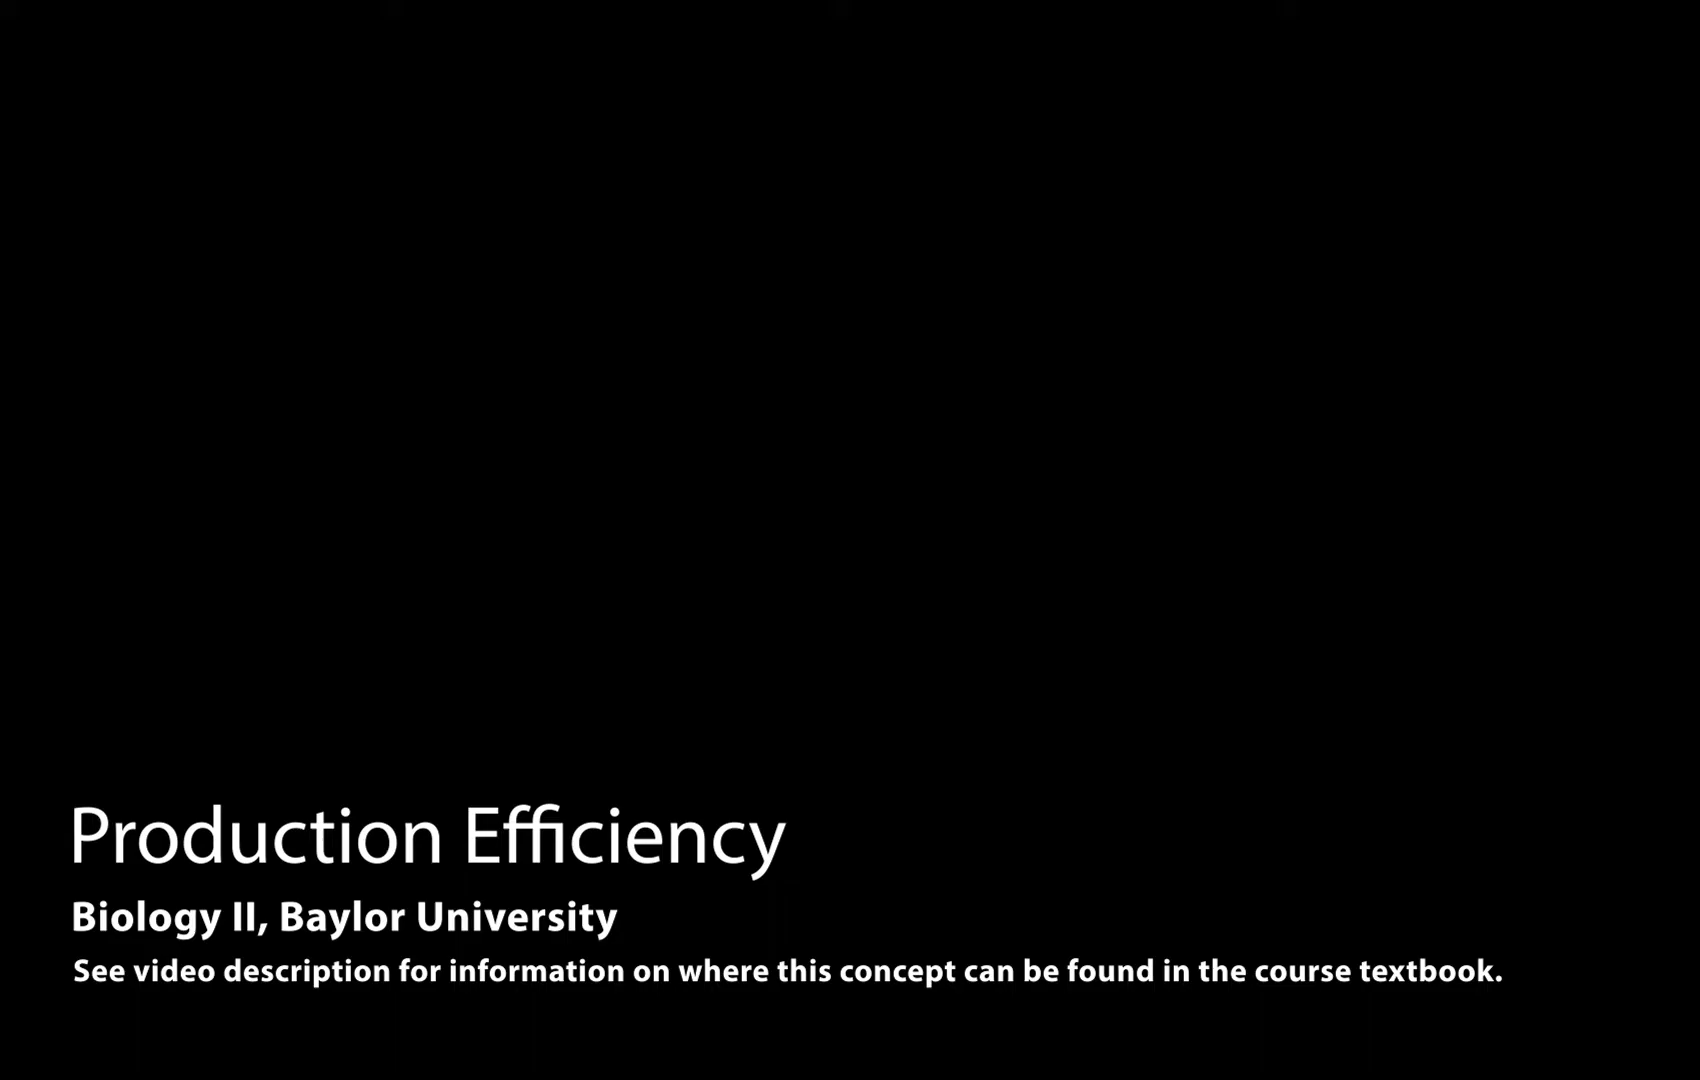 Production Efficiency
Biology II, Baylor University
See video description for information on where this concept can be found in the course textbook.